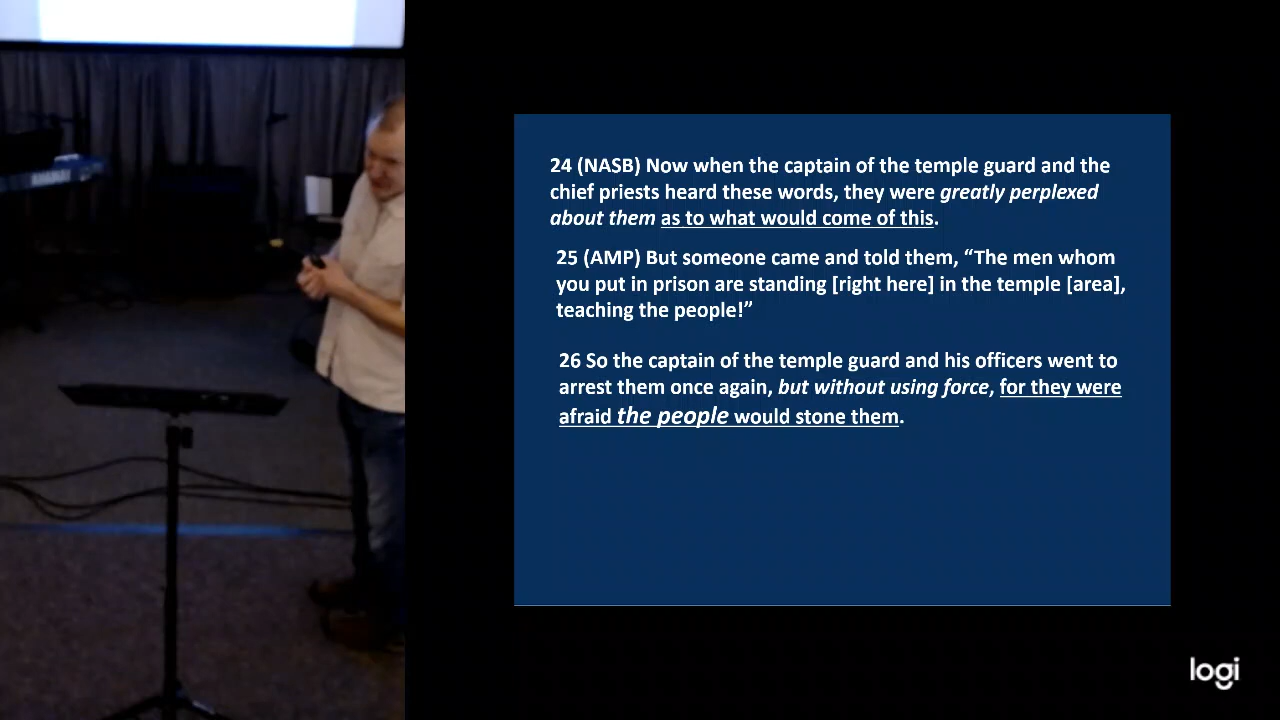 24 (NASB) Now when the captain of the temple guard and the
chief priests heard these words, they were greatly perplexed
about them as to what would come of this.
25 (AMP) But someone came and told them, “The men whom
you put in prison are standing [right here] in the temple [area],
teaching the people!”
26 So the captain of the temple guard and his officers went to
arrest them once again, but without using force, for they were
afraid the people would stone them.
logi